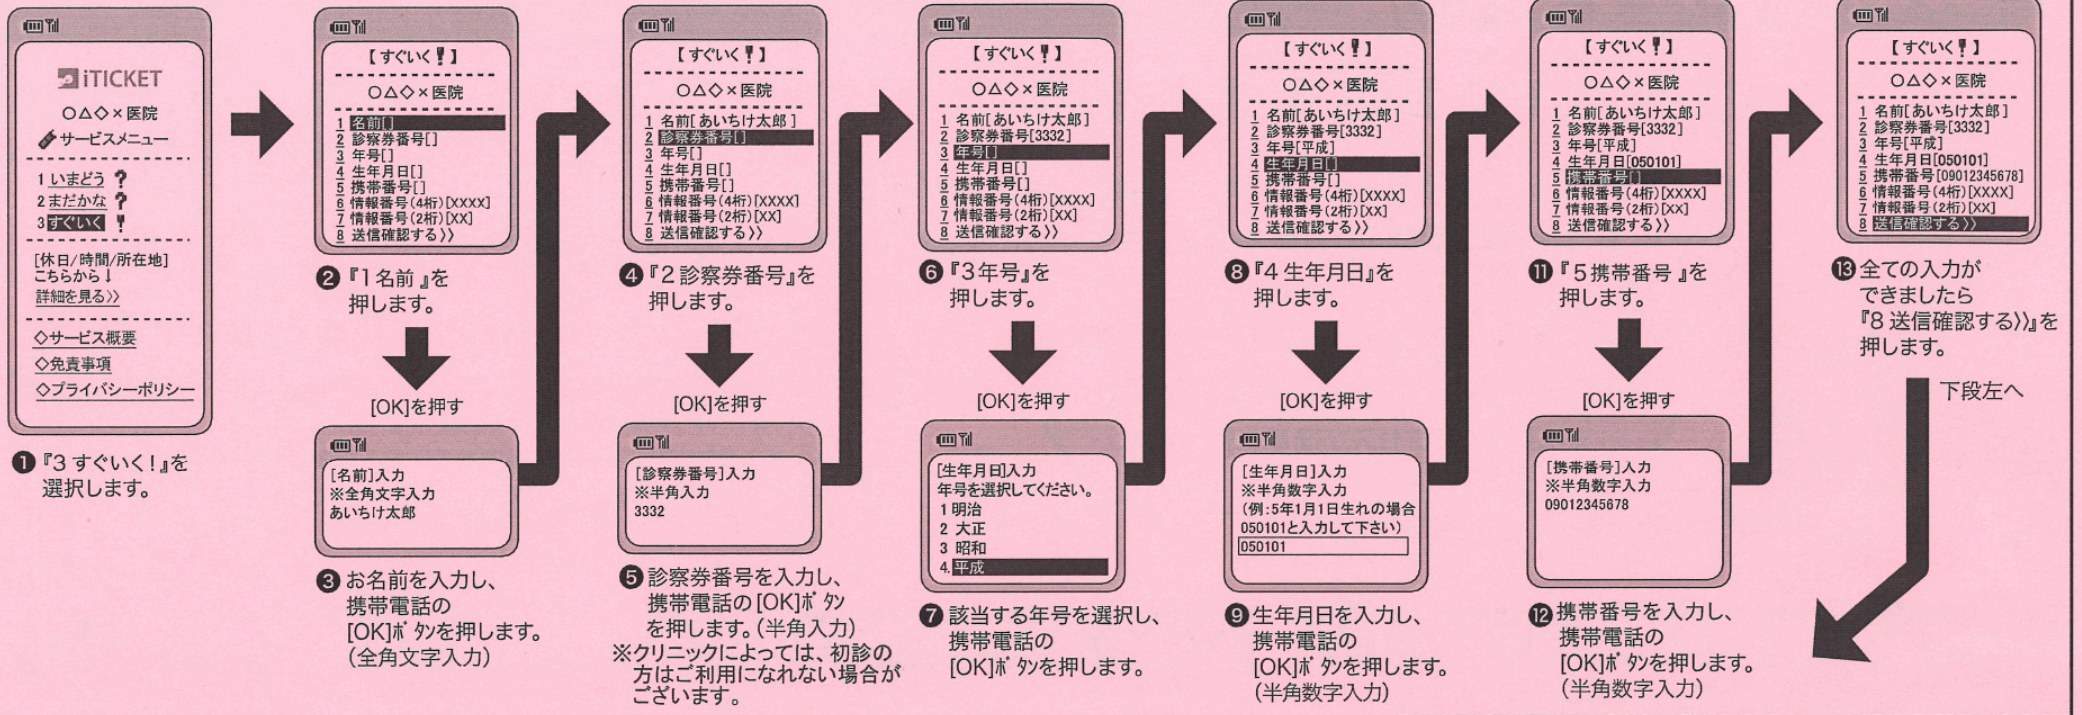 iTICKET
○△◇×医院
サービスメニュー
1 いまどう ?
2 まだかな ?
3 すぐいく !
[休日/時間/所在地]
こちらから↓
詳細を見る》
◇サービス概要
◇免責事項
◇プライバシーポリシー
❶『3 すぐいく!』を
選択します。
【すぐいく!】
○△◇×医院
1 名前[]
2 診察券番号[]
3 年号[]
4 生年月日[]
5 携帯番号[]
6 情報番号(4桁)[XXXX]
7 情報番号(2桁)[XX]
8 送信確認する》
❷『1 名前』を
押します。
[OK]を押す
[名前]入力
※全角文字入力
あいちけ太郎
❸ お名前を入力し、
携帯電話の
[OK]ボタンを押します。
(全角文字入力)
【すぐいく!】
○△◇×医院
1 名前[あいちけ太郎]
2 診察券番号[]
3 年号[]
4 生年月日[]
5 携帯番号[]
6 情報番号(4桁)[XXXX]
7 情報番号(2桁)[XX]
8 送信確認する》
❹『2 診察券番号』を
押します。
[OK]を押す
[診察券番号]入力
※半角入力
3332
❺ 診察券番号を入力し、
携帯電話の[OK]ボタン
を押します。(半角入力)
※クリニックによっては、初診の
方はご利用になれない場合が
ございます。
【すぐいく!】
○△◇×医院
1 名前[あいちけ太郎]
2 診察券番号[3332]
3 年号[]
4 生年月日[]
5 携帯番号[]
6 情報番号(4桁)[XXXX]
7 情報番号(2桁)[XX]
8 送信確認する》
❻『3 年号』を
押します。
[OK]を押す
[生年月日]入力
年号を選択してください。
1 明治
2 大正
3 昭和
4. 平成
❼ 該当する年号を選択し、
携帯電話の
[OK]ボタンを押します。
【すぐいく!】
○△◇×医院
1 名前[あいちけ太郎]
2 診察券番号[3332]
3 年号[平成]
4 生年月日[]
5 携帯番号[]
6 情報番号(4桁)[XXXX]
7 情報番号(2桁)[XX]
8 送信確認する》
❽『4 生年月日』を
押します。
[OK]を押す
[生年月日]入力
※半角数字入力
(例:5年1月1日生れの場合
050101と入力して下さい)
050101
❾ 生年月日を入力し、
携帯電話の
[OK]ボタンを押します。
(半角数字入力)
【すぐいく!】
○△◇×医院
1 名前[あいちけ太郎]
2 診察券番号[3332]
3 年号[平成]
4 生年月日[050101]
5 携帯番号[]
6 情報番号(4桁)[XXXX]
7 情報番号(2桁)[XX]
8 送信確認する》
⓫『5 携帯番号』を
押します。
[OK]を押す
[携帯番号]入力
※半角数字入力
09012345678
⓬ 携帯番号を入力し、
携帯電話の
[OK]ボタンを押します。
(半角数字入力)
【すぐいく!】
○△◇×医院
1 名前[あいちけ太郎]
2 診察券番号[3332]
3 年号[平成]
4 生年月日[050101]
5 携帯番号[09012345678]
6 情報番号(4桁)[XXXX]
7 情報番号(2桁)[XX]
8 送信確認する》
⓭ 全ての入力が
できましたら
『8 送信確認する》』を
押します。
下段左へ